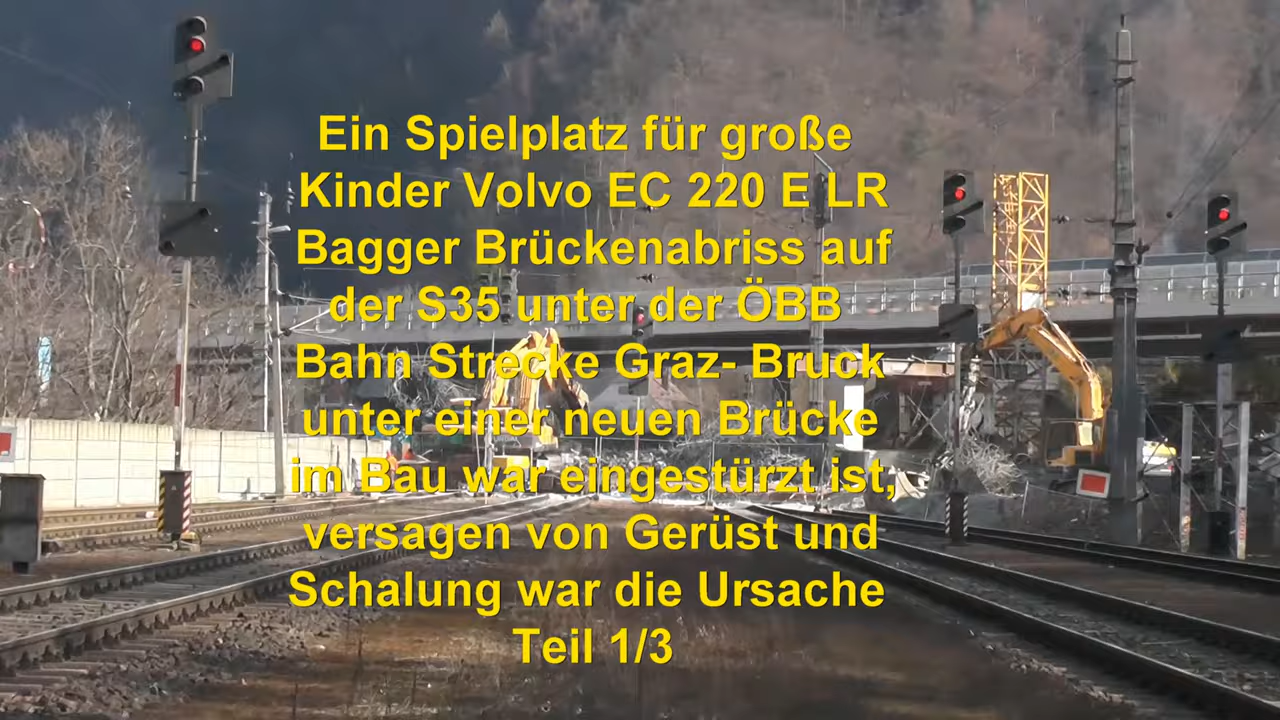 Ein Spielplatz für große
Kinder Volvo EC 220 E LR
Bagger Brückenabriss auf
der S35 unter der ÖBB
Bahn Strecke Graz- Bruck
unter einer neuen Brücke
im Bau war eingestürzt ist,
versagen von Gerüst und
Schalung war die Ursache
Teil 1/3